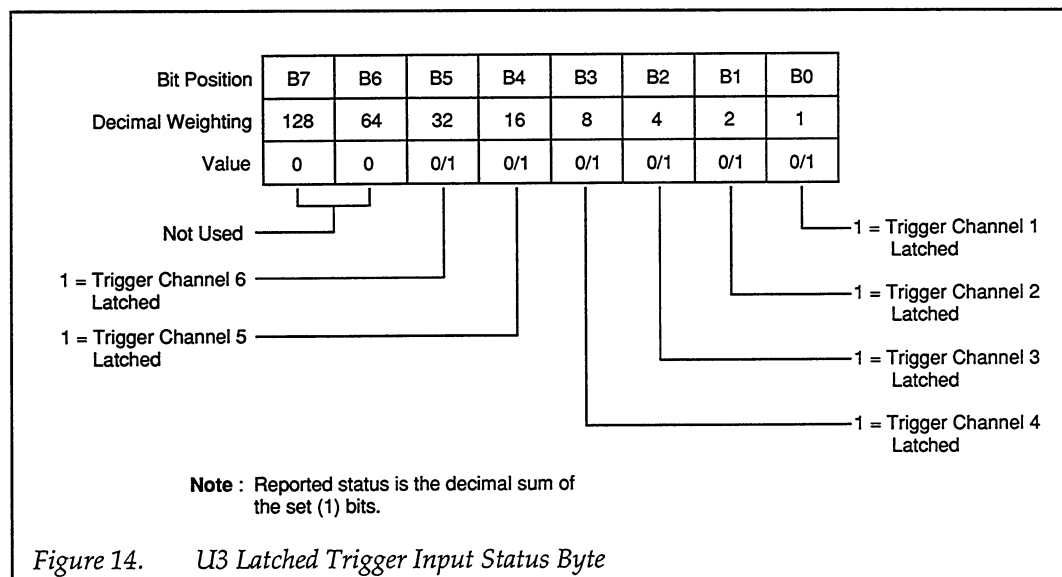 Bit Position B7 B6 B5 B4 B3 B2 B1 B0
Decimal Weighting 128 64 32 16 8 4 2 1
Value 0 0 0/1 0/1 0/1 0/1 0/1 0/1
Not Used
1 = Trigger Channel 6
Latched
1 = Trigger Channel 5
Latched
1 = Trigger Channel 1
Latched
1 = Trigger Channel 2
Latched
1 = Trigger Channel 3
Latched
1 = Trigger Channel 4
Latched
Note : Reported status is the decimal sum of
the set (1) bits.
Figure 14. U3 Latched Trigger Input Status Byte